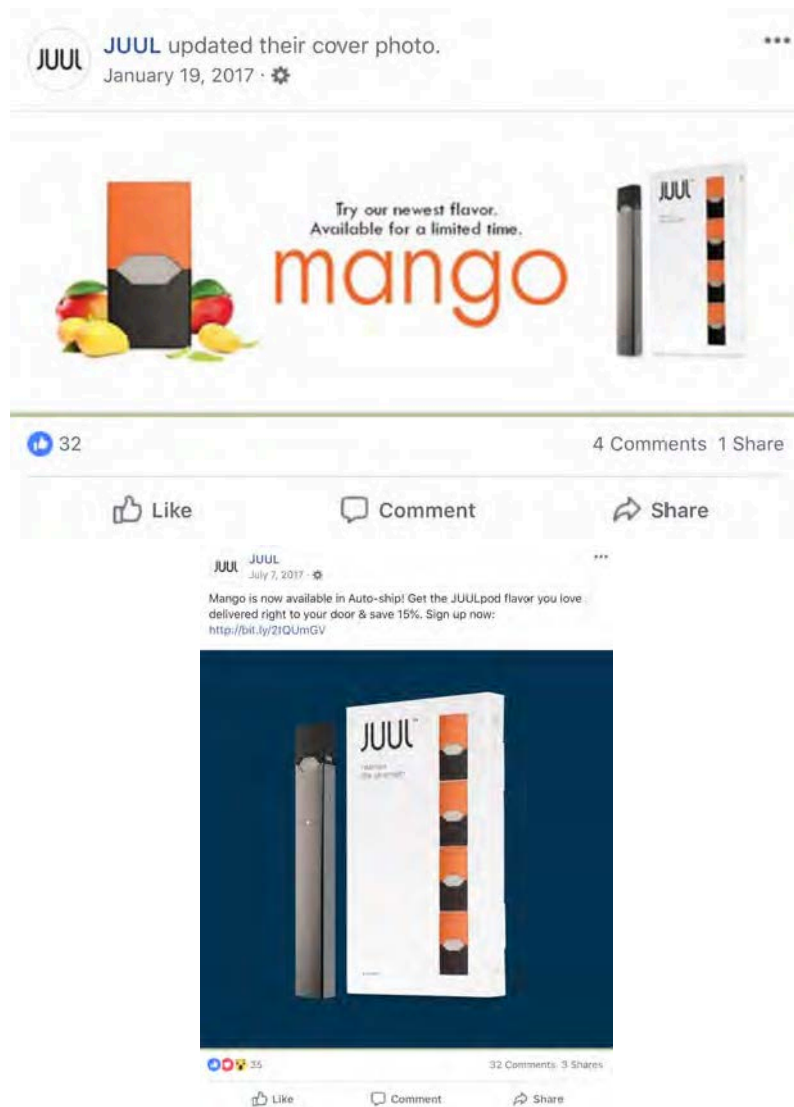 JUUL
JUUL updated their cover photo.
January 19, 2017 ·
Try our newest flavor.
Available for a limited time.
mango
JUUL
32
4 Comments 1 Share
Like Comment Share
JUUL
JUUL
July 7, 2017 ·
Mango is now available in Auto-ship! Get the JUULpod flavor you love
delivered right to your door & save 15%. Sign up now:
http://bit.ly/2tQUmGV
JUUL
35
32 Comments 3 Shares
Like Comment Share